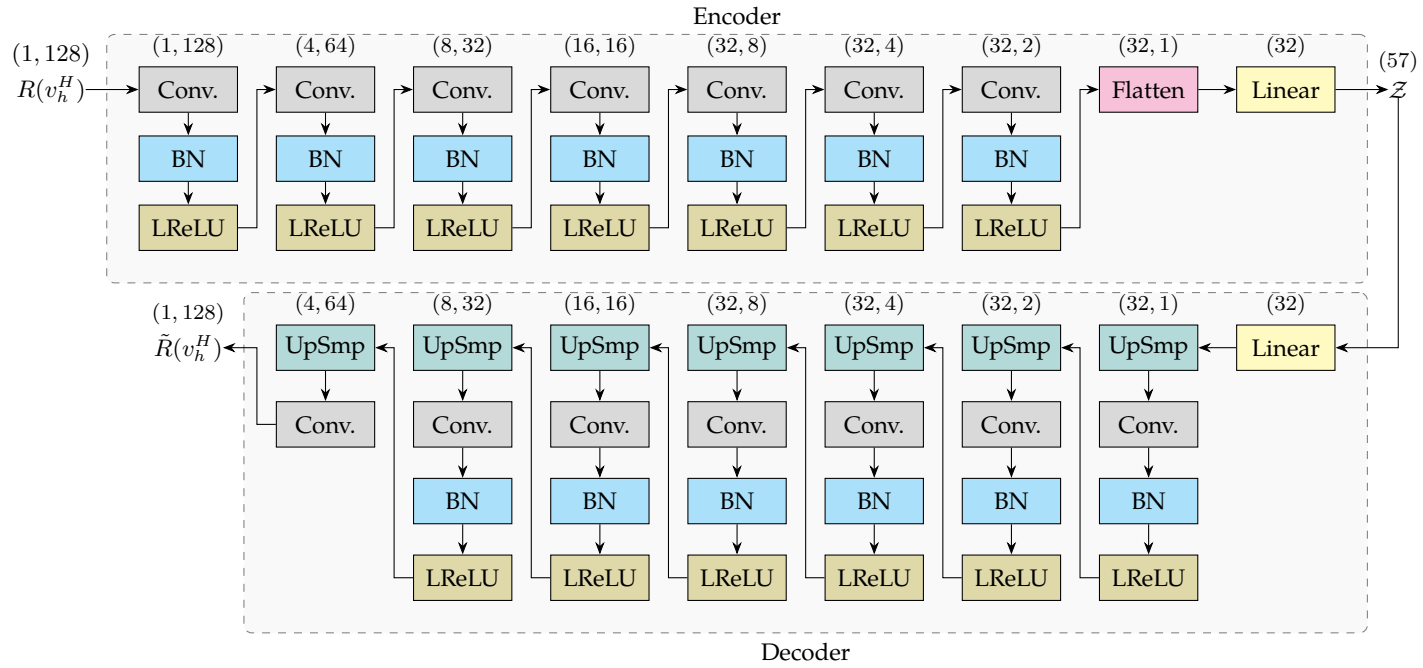 Encoder
(1, 128) (1, 128) (4, 64) (8, 32) (16, 16) (32, 8) (32, 4) (32, 2) (32, 1) (32) (57)
R(v_h^H) Conv. Conv. Conv. Conv. Conv. Conv. Conv. Flatten Linear 𝒵
BN BN BN BN BN BN BN
LReLU LReLU LReLU LReLU LReLU LReLU LReLU
(1, 128) (4, 64) (8, 32) (16, 16) (32, 8) (32, 4) (32, 2) (32, 1) (32)
R̃(v_h^H) UpSmp UpSmp UpSmp UpSmp UpSmp UpSmp UpSmp Linear
Conv. Conv. Conv. Conv. Conv. Conv. Conv.
BN BN BN BN BN BN
LReLU LReLU LReLU LReLU LReLU LReLU
Decoder